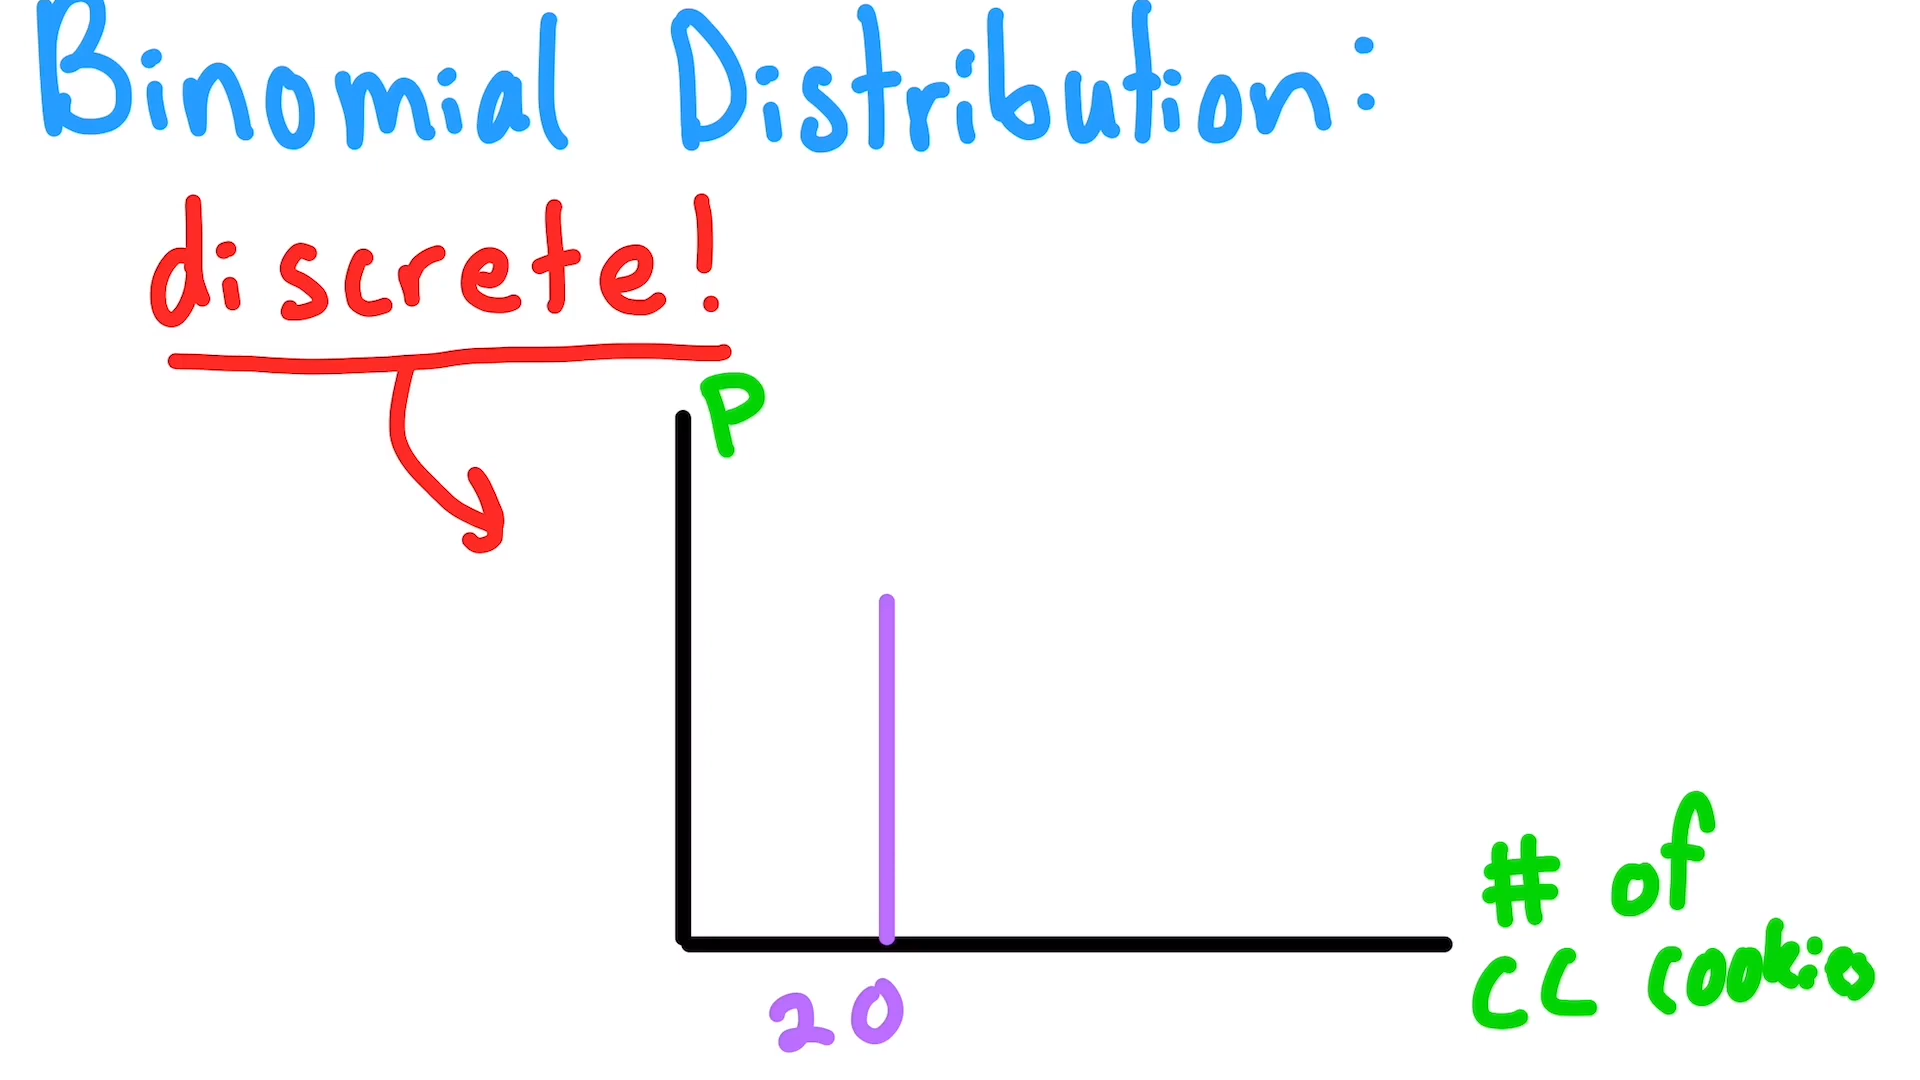 Binomial Distribution:
discrete!
P
# of
CC cookies
20